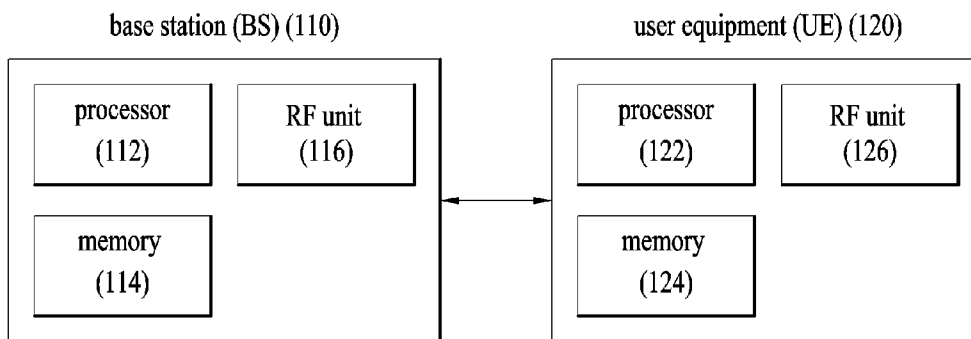 base station (BS) (110)
processor
(112)
RF unit
(116)
memory
(114)
user equipment (UE) (120)
processor
(122)
RF unit
(126)
memory
(124)